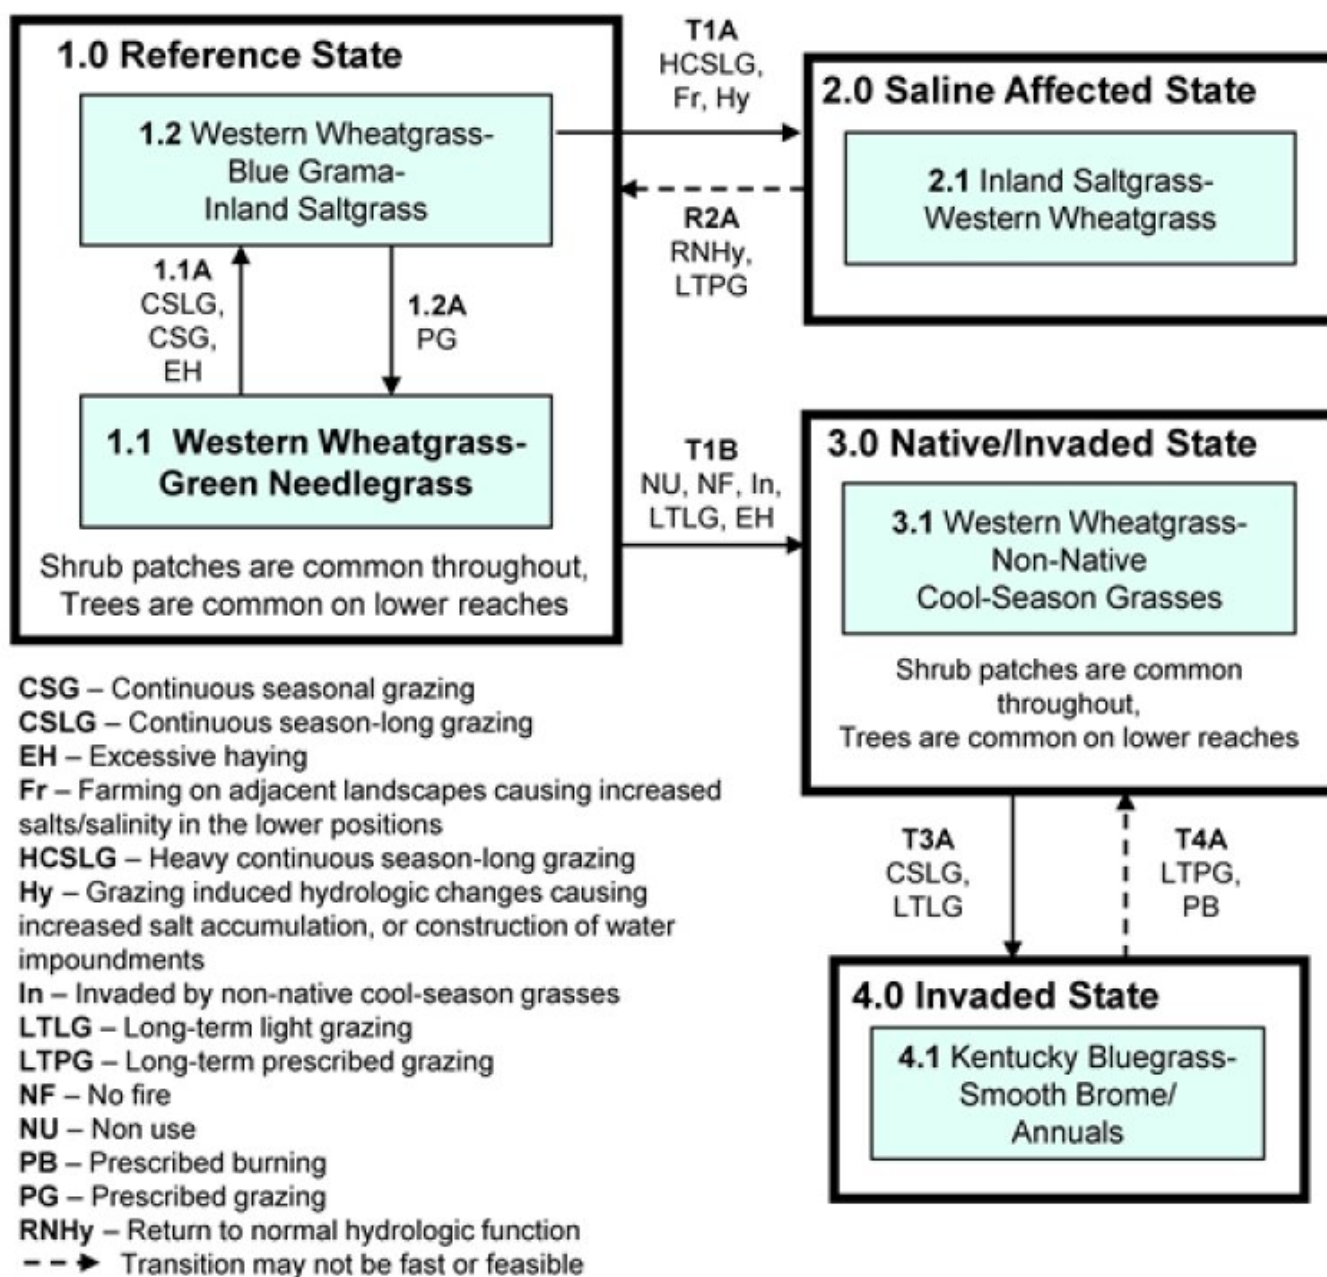 1.0 Reference State
1.2 Western Wheatgrass-
Blue Grama-
Inland Saltgrass
1.1A
CSLG,
CSG,
EH
1.2A
PG
1.1 Western Wheatgrass-
Green Needlegrass
Shrub patches are common throughout,
Trees are common on lower reaches
T1A
HCSLG,
Fr, Hy
R2A
RNHy,
LTPG
2.0 Saline Affected State
2.1 Inland Saltgrass-
Western Wheatgrass
T1B
NU, NF, In,
LTLG, EH
3.0 Native/Invaded State
3.1 Western Wheatgrass-
Non-Native
Cool-Season Grasses
Shrub patches are common
throughout,
Trees are common on lower reaches
T3A
CSLG,
LTLG
T4A
LTPG,
PB
4.0 Invaded State
4.1 Kentucky Bluegrass-
Smooth Brome/
Annuals
CSG – Continuous seasonal grazing
CSLG – Continuous season-long grazing
EH – Excessive haying
Fr – Farming on adjacent landscapes causing increased
salts/salinity in the lower positions
HCSLG – Heavy continuous season-long grazing
Hy – Grazing induced hydrologic changes causing
increased salt accumulation, or construction of water
impoundments
In – Invaded by non-native cool-season grasses
LTLG – Long-term light grazing
LTPG – Long-term prescribed grazing
NF – No fire
NU – Non use
PB – Prescribed burning
PG – Prescribed grazing
RNHy – Return to normal hydrologic function
Transition may not be fast or feasible